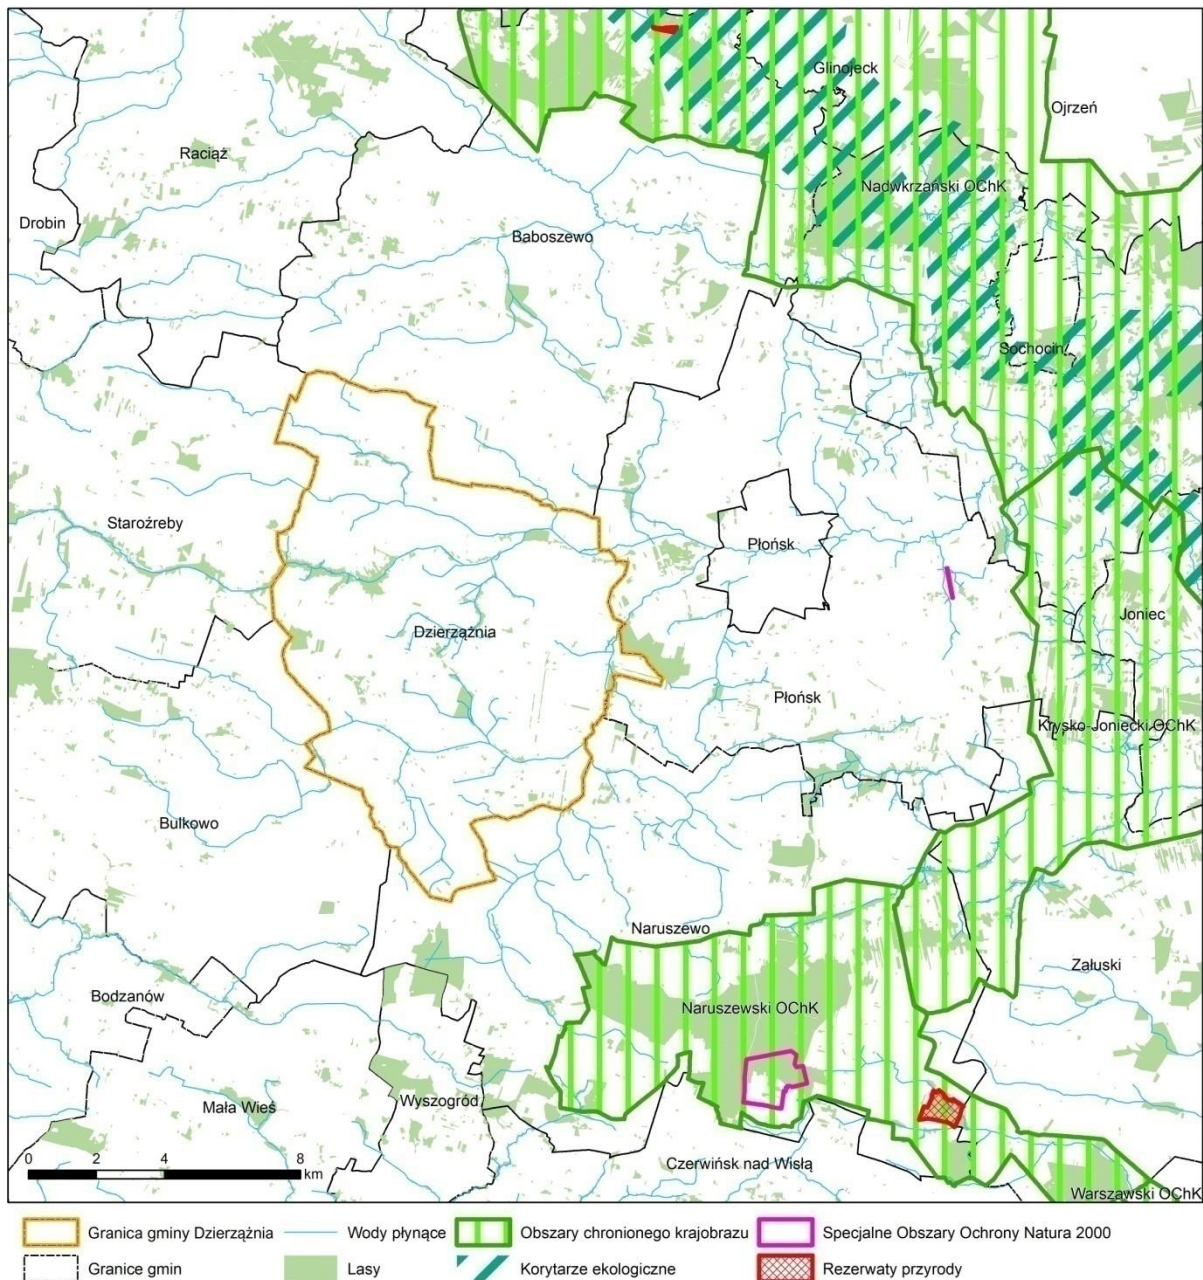 Glinojeck
Ojrzeń
Raciąż
Nadwkrzański OChK
Drobin
Baboszewo
Sochocin
Staroźreby
Płońsk
Joniec
Dzierzążnia
Płońsk
Krysko-Joniecki OChK
Bulkowo
Naruszewo
Załuski
Bodzanów
Naruszewski OChK
Mała Wieś
Wyszogród
Czerwińsk nad Wisłą
Warszawski OChK
0 2 4 8
km
Granica gminy Dzierzążnia Wody płynące Obszary chronionego krajobrazu Specjalne Obszary Ochrony Natura 2000
Granice gmin Lasy Korytarze ekologiczne Rezerwaty przyrody